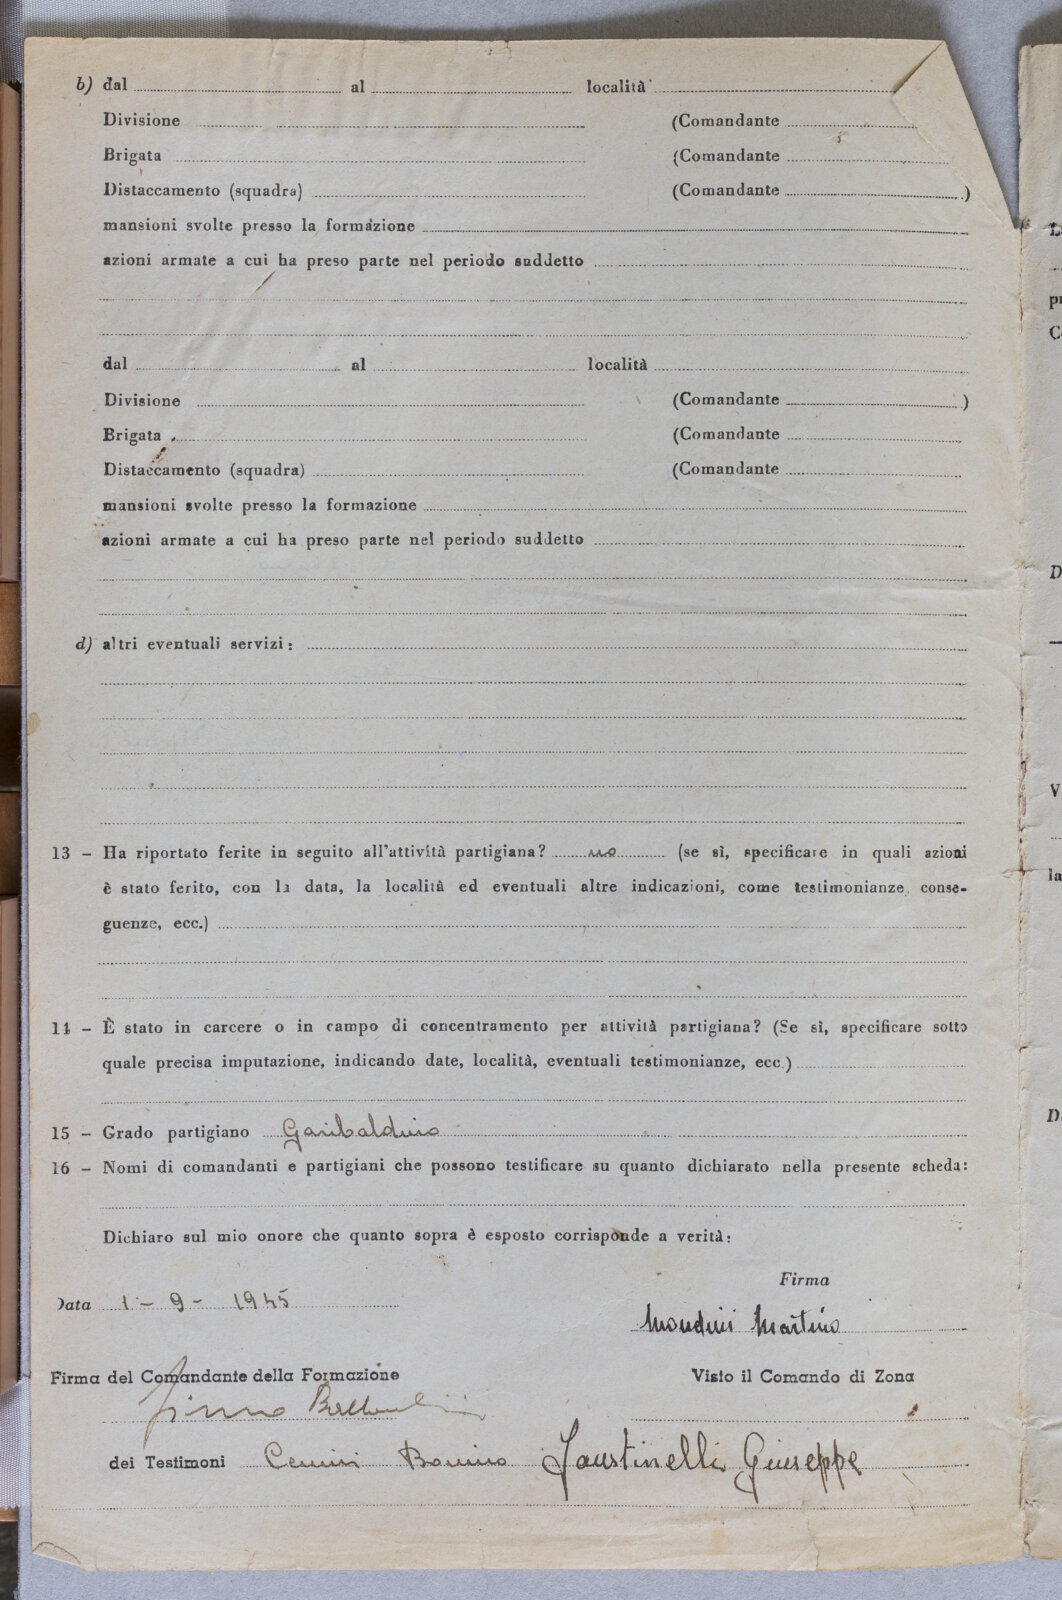 b) dal al località
Divisione (Comandante
Brigata (Comandante
Distaccamento (squadra) (Comandante )
mansioni svolte presso la formazione
azioni armate a cui ha preso parte nel periodo suddetto
dal al località
Divisione (Comandante )
Brigata (Comandante
Distaccamento (squadra) (Comandante
mansioni svolte presso la formazione
azioni armate a cui ha preso parte nel periodo suddetto
d) altri eventuali servizi:
13 - Ha riportato ferite in seguito all'attività partigiana? no (se sì, specificare in quali azioni
è stato ferito, con la data, la località ed eventuali altre indicazioni, come testimonianze, conse-
guenze, ecc.)
14 - È stato in carcere o in campo di concentramento per attività partigiana? (Se sì, specificare sotto
quale precisa imputazione, indicando date, località, eventuali testimonianze, ecc.)
15 - Grado partigiano Garibaldino
16 - Nomi di comandanti e partigiani che possono testificare su quanto dichiarato nella presente scheda:
Dichiaro sul mio onore che quanto sopra è esposto corrisponde a verità:
Firma
Data 1 - 9 - 1945
Mondini Martino
Firma del Comandante della Formazione Visto il Comando di Zona
dei Testimoni Bonino Faustinelli Giuseppe